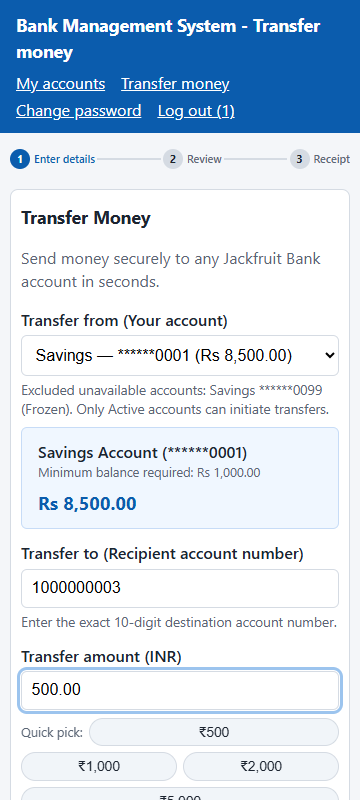 Bank Management System - Transfer
money
My accounts Transfer money
Change password Log out (1)
1 Enter details 2 Review 3 Receipt
Transfer Money
Send money securely to any Jackfruit Bank
account in seconds.
Transfer from (Your account)
Savings — ******0001 (Rs 8,500.00)
Excluded unavailable accounts: Savings ******0099
(Frozen). Only Active accounts can initiate transfers.
Savings Account (******0001)
Minimum balance required: Rs 1,000.00
Rs 8,500.00
Transfer to (Recipient account number)
1000000003
Enter the exact 10-digit destination account number.
Transfer amount (INR)
500.00
Quick pick: ₹500
₹1,000 ₹2,000
₹5,000